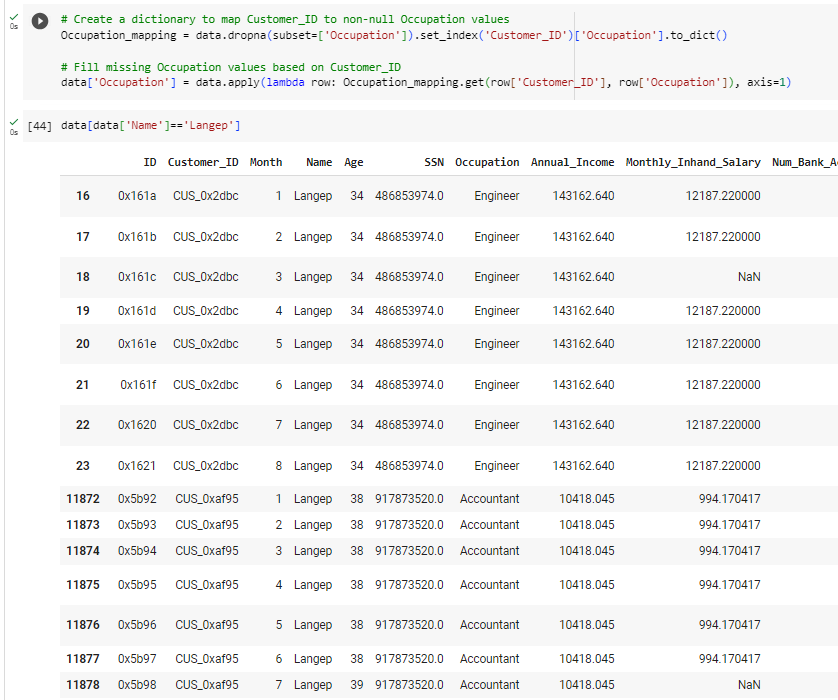 # Create a dictionary to map Customer_ID to non-null Occupation values
0s
Occupation_mapping = data.dropna(subset=['Occupation']).set_index('Customer_ID')['Occupation'].to_dict()
# Fill missing Occupation values based on Customer_ID
data['Occupation'] = data.apply(lambda row: Occupation_mapping.get(row['Customer_ID'], row['Occupation']), axis=1)
[44] data[data['Name']=='Langep']
0s
ID Customer_ID Month Name Age SSN Occupation Annual_Income Monthly_Inhand_Salary Num_Bank_A
16 0x161a CUS_0x2dbc 1 Langep 34 486853974.0 Engineer 143162.640 12187.220000
17 0x161b CUS_0x2dbc 2 Langep 34 486853974.0 Engineer 143162.640 12187.220000
18 0x161c CUS_0x2dbc 3 Langep 34 486853974.0 Engineer 143162.640 NaN
19 0x161d CUS_0x2dbc 4 Langep 34 486853974.0 Engineer 143162.640 12187.220000
20 0x161e CUS_0x2dbc 5 Langep 34 486853974.0 Engineer 143162.640 12187.220000
21 0x161f CUS_0x2dbc 6 Langep 34 486853974.0 Engineer 143162.640 12187.220000
22 0x1620 CUS_0x2dbc 7 Langep 34 486853974.0 Engineer 143162.640 12187.220000
23 0x1621 CUS_0x2dbc 8 Langep 34 486853974.0 Engineer 143162.640 12187.220000
11872 0x5b92 CUS_0xaf95 1 Langep 38 917873520.0 Accountant 10418.045 994.170417
11873 0x5b93 CUS_0xaf95 2 Langep 38 917873520.0 Accountant 10418.045 994.170417
11874 0x5b94 CUS_0xaf95 3 Langep 38 917873520.0 Accountant 10418.045 994.170417
11875 0x5b95 CUS_0xaf95 4 Langep 38 917873520.0 Accountant 10418.045 994.170417
11876 0x5b96 CUS_0xaf95 5 Langep 38 917873520.0 Accountant 10418.045 994.170417
11877 0x5b97 CUS_0xaf95 6 Langep 38 917873520.0 Accountant 10418.045 994.170417
11878 0x5b98 CUS_0xaf95 7 Langep 39 917873520.0 Accountant 10418.045 NaN